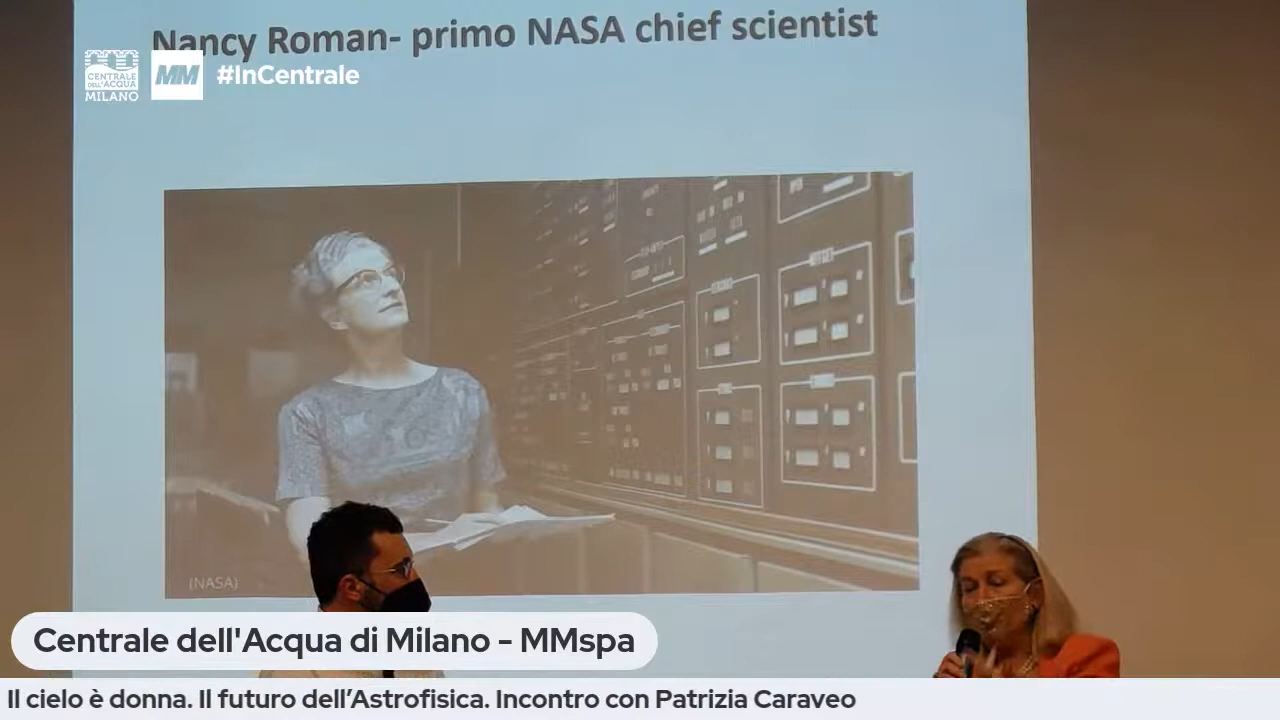 Nancy Roman- primo NASA chief scientist
CENTRALE
DELL'ACQUA
MILANO
MM
#InCentrale
(NASA)
Centrale dell'Acqua di Milano - MMspa
Il cielo è donna. Il futuro dell’Astrofisica. Incontro con Patrizia Caraveo